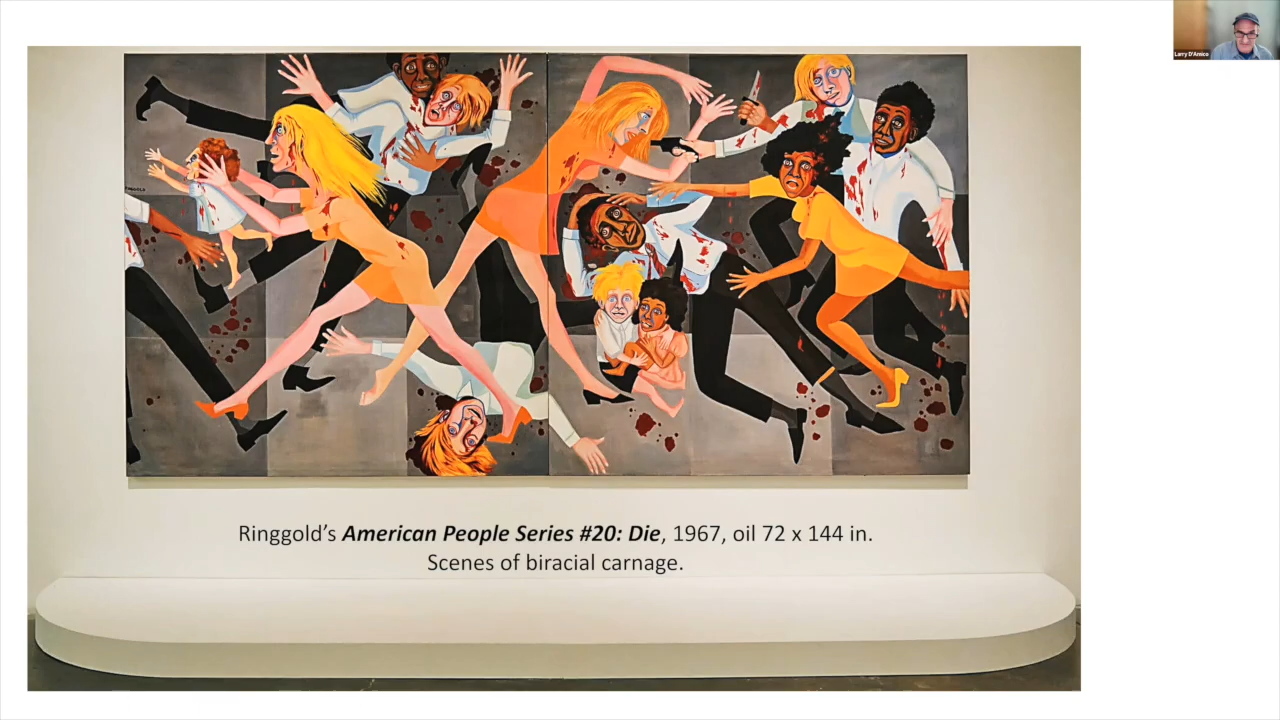 Larry D'Amico
RINGGOLD
Ringgold's American People Series #20: Die, 1967, oil 72 x 144 in.
Scenes of biracial carnage.